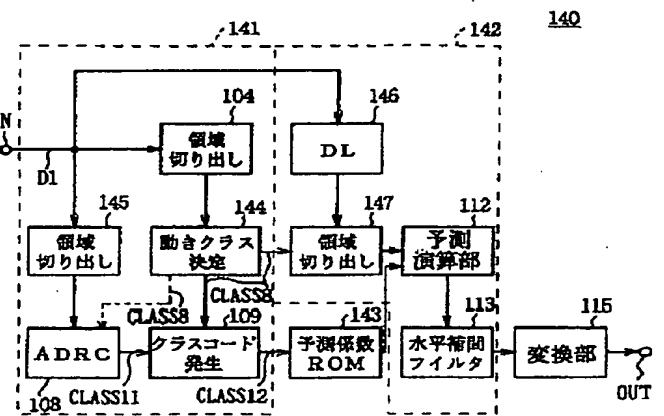 140
141
142
N
D1
104
領域
切り出し
146
DL
145
領域
切り出し
144
動きクラス
決定
147
領域
切り出し
112
予測
演算部
CLASS8
CLASS8
ADRC
108
CLASS11
109
クラスコード
発生
CLASS12
143
予測係数
ROM
113
水平補間
フイルタ
115
変換部
OUT